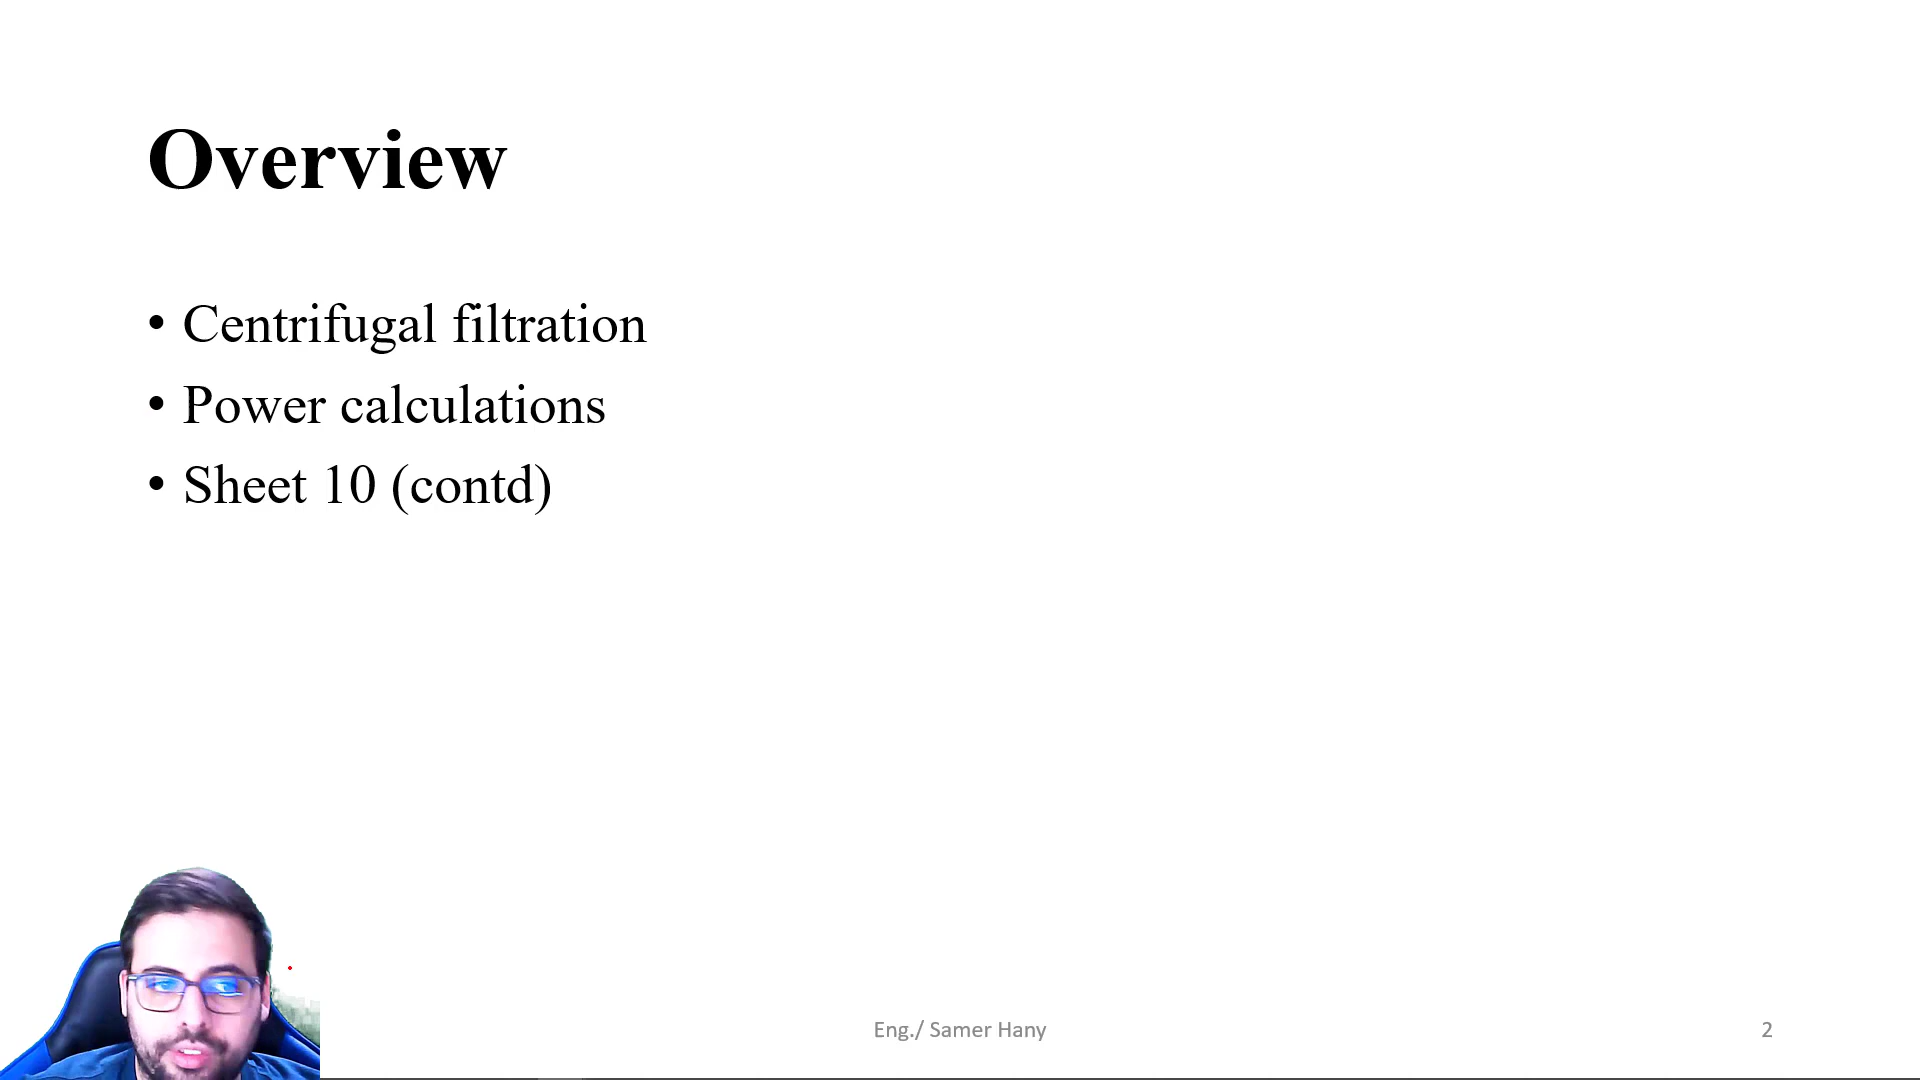 Overview
• Centrifugal filtration
• Power calculations
• Sheet 10 (contd)
Eng./ Samer Hany
2